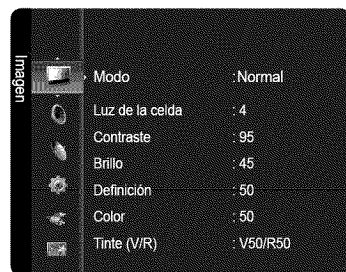 Imagen
Modo :Normal
Luz de la celda : 4
Contraste : 95
Brillo : 45
Definición : 50
Color : 50
Tinte (V/R) : V50/R50